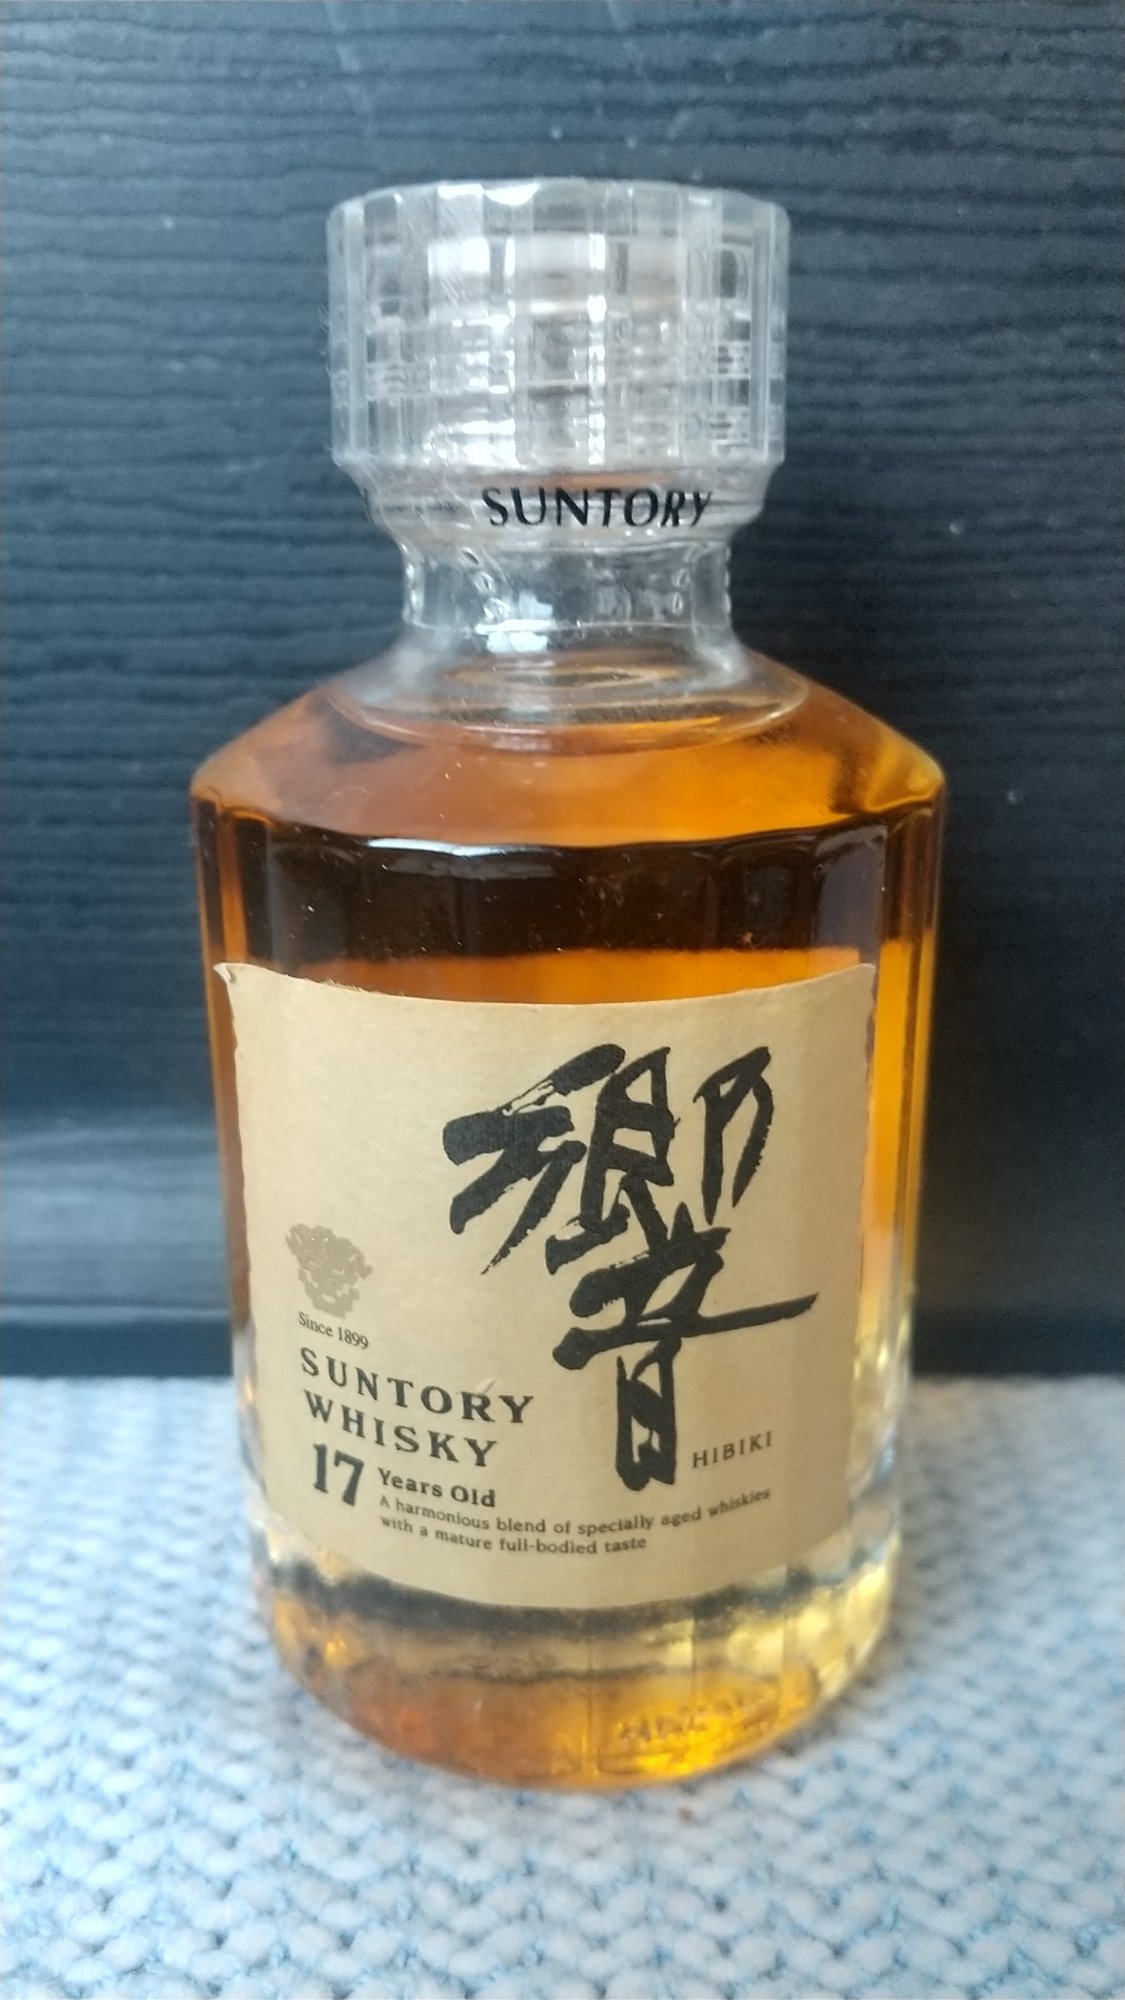 SUNTORY
響
Since 1899
SUNTORY
WHISKY
17 Years Old
HIBIKI
A harmonious blend of specially aged whiskies
with a mature full-bodied taste